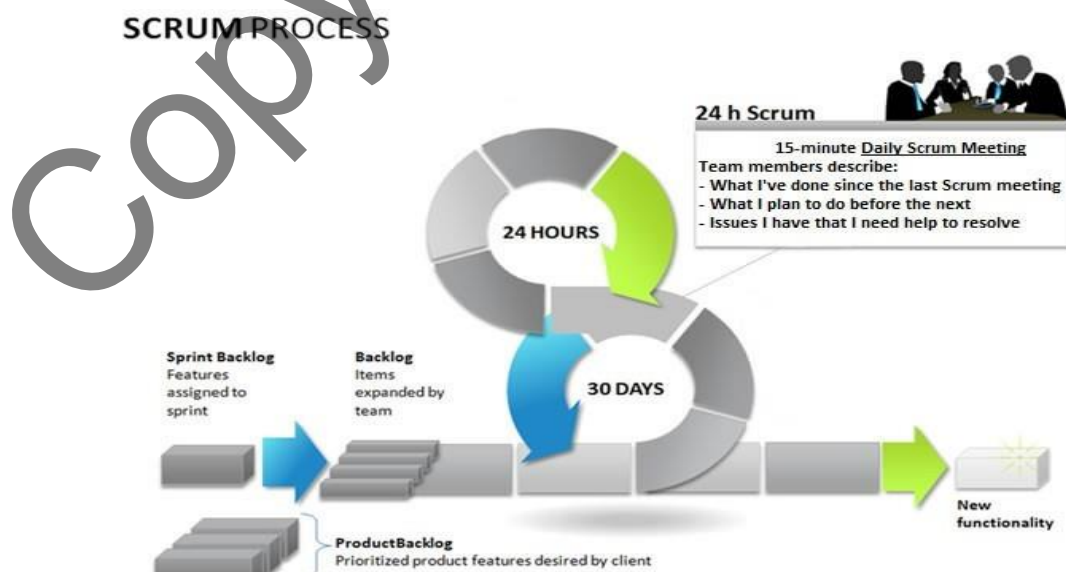 SCRUM PROCESS
Copy
24 h Scrum
15-minute Daily Scrum Meeting
Team members describe:
- What I've done since the last Scrum meeting
- What I plan to do before the next
- Issues I have that I need help to resolve
24 HOURS
Sprint Backlog
Features
assigned to
sprint
Backlog
Items
expanded by
team
30 DAYS
New
functionality
ProductBacklog
Prioritized product features desired by client